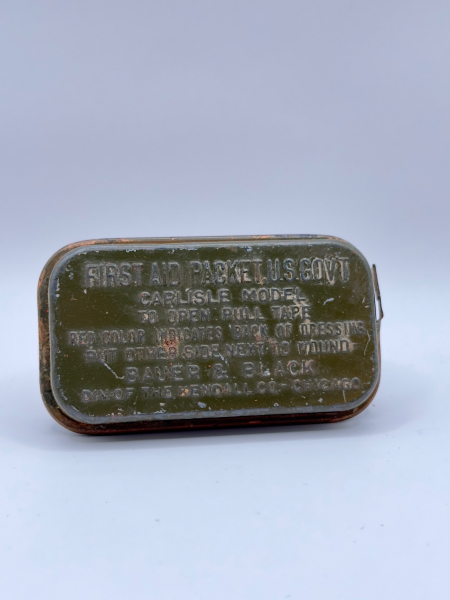 FIRST AID PACKET U.S. GOVT
CARLISLE MODEL
TO OPEN PULL TAPE
RED COLOR INDICATES BACK OF DRESSING
PUT OTHER SIDE NEXT TO WOUND
BAUER & BLACK
DIV. OF THE KENDALL CO.-CHICAGO